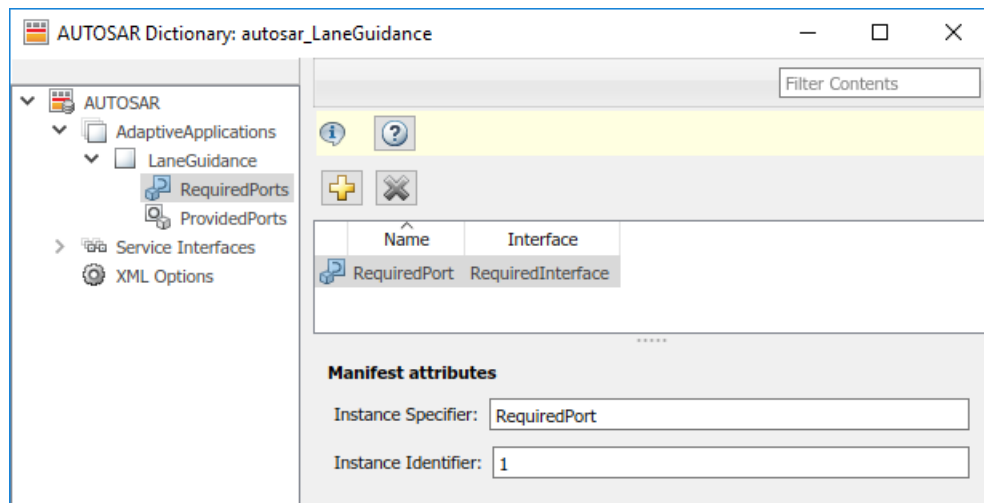 AUTOSAR Dictionary: autosar_LaneGuidance
Filter Contents
AUTOSAR
AdaptiveApplications
LaneGuidance
RequiredPorts
ProvidedPorts
Service Interfaces
XML Options
Name Interface
RequiredPort RequiredInterface
Manifest attributes
Instance Specifier: RequiredPort
Instance Identifier: 1